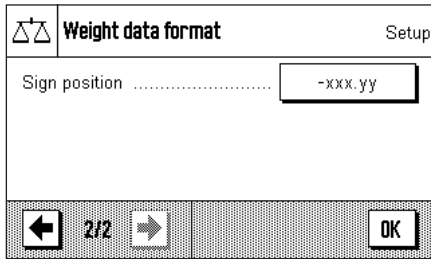 Weight data format Setup
Sign position .......................... -xxx.yy
2/2 OK